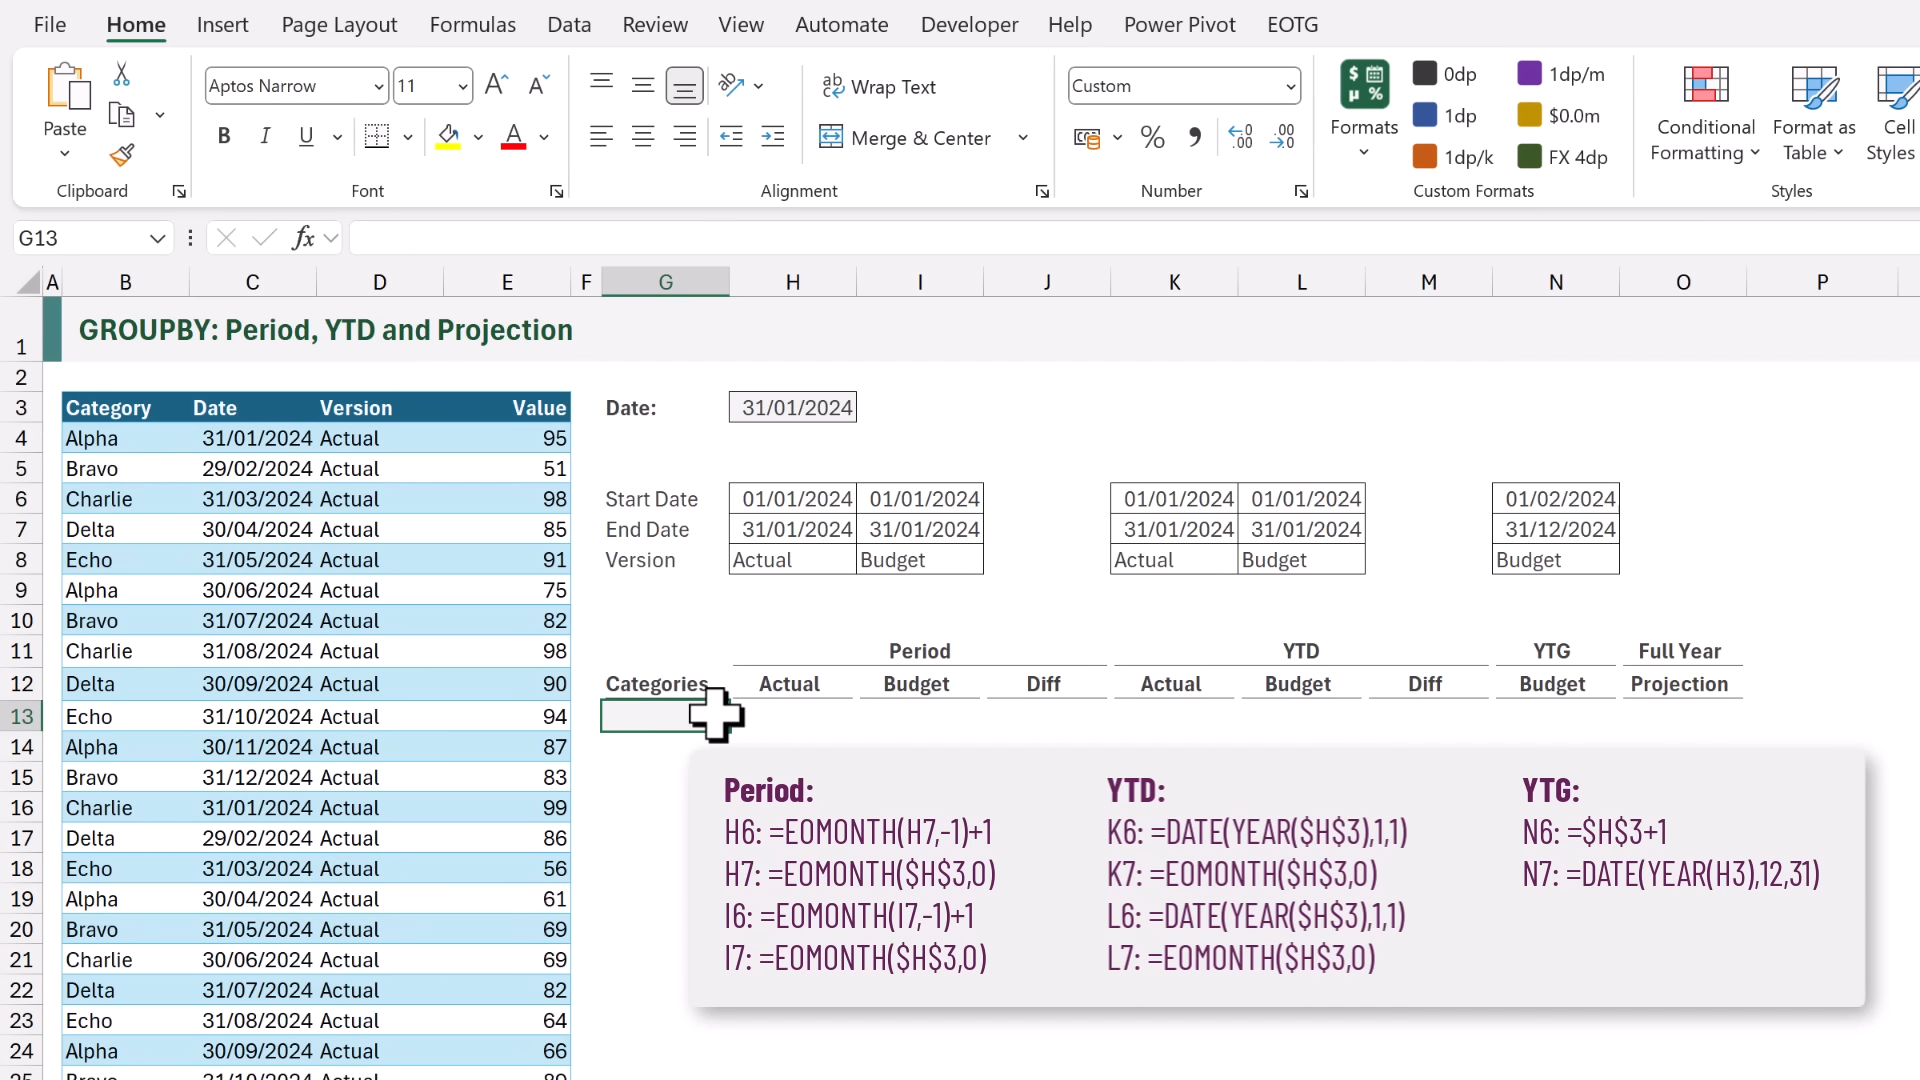 File Home Insert Page Layout Formulas Data Review View Automate Developer Help Power Pivot EOTG
Paste
Clipboard
Aptos Narrow 11
B I U
Font
Wrap Text
Merge & Center
Alignment
Custom
Number
Formats
0dp 1dp/m
1dp $0.0m
1dp/k FX 4dp
Custom Formats
Conditional Formatting
Format as Table
Cell Styles
Styles
G13 fx
A B C D E F G H I J K L M N O P
1 GROUPBY: Period, YTD and Projection
2
3 Category Date Version Value Date: 31/01/2024
4 Alpha 31/01/2024 Actual 95
5 Bravo 29/02/2024 Actual 51
6 Charlie 31/03/2024 Actual 98 Start Date 01/01/2024 01/01/2024 01/01/2024 01/01/2024 01/02/2024
7 Delta 30/04/2024 Actual 85 End Date 31/01/2024 31/01/2024 31/01/2024 31/01/2024 31/12/2024
8 Echo 31/05/2024 Actual 91 Version Actual Budget Actual Budget Budget
9 Alpha 30/06/2024 Actual 75
10 Bravo 31/07/2024 Actual 82
11 Charlie 31/08/2024 Actual 98 Period YTD YTG Full Year
12 Delta 30/09/2024 Actual 90 Categories Actual Budget Diff Actual Budget Diff Budget Projection
13 Echo 31/10/2024 Actual 94
14 Alpha 30/11/2024 Actual 87
15 Bravo 31/12/2024 Actual 83
16 Charlie 31/01/2024 Actual 99
17 Delta 29/02/2024 Actual 86
18 Echo 31/03/2024 Actual 56
19 Alpha 30/04/2024 Actual 61
20 Bravo 31/05/2024 Actual 69
21 Charlie 30/06/2024 Actual 69
22 Delta 31/07/2024 Actual 82
23 Echo 31/08/2024 Actual 64
24 Alpha 30/09/2024 Actual 66
Period:
H6: =EOMONTH(H7,-1)+1
H7: =EOMONTH($H$3,0)
I6: =EOMONTH(I7,-1)+1
I7: =EOMONTH($H$3,0)
YTD:
K6: =DATE(YEAR($H$3),1,1)
K7: =EOMONTH($H$3,0)
L6: =DATE(YEAR($H$3),1,1)
L7: =EOMONTH($H$3,0)
YTG:
N6: =$H$3+1
N7: =DATE(YEAR(H3),12,31)